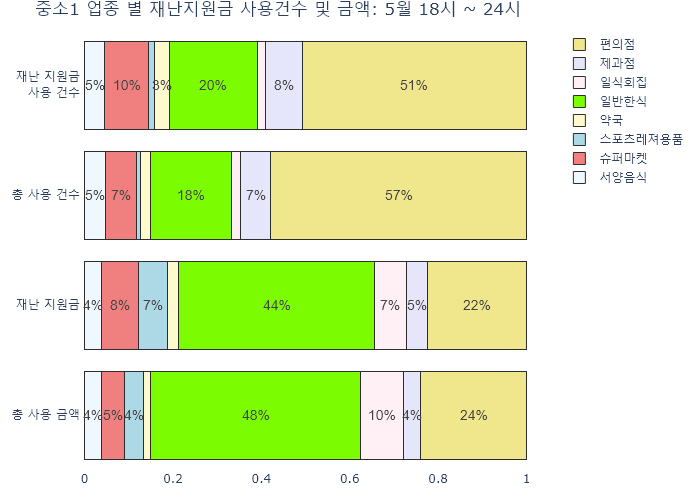 중소1 업종 별 재난지원금 사용건수 및 금액: 5월 18시 ~ 24시
재난 지원금
사용 건수
5%
10%
3%
20%
8%
51%
총 사용 건수
5%
7%
18%
7%
57%
재난 지원금
4%
8%
7%
44%
7%
5%
22%
총 사용 금액
4%
5%
4%
48%
10%
4%
24%
0
0.2
0.4
0.6
0.8
1
편의점
제과점
일식회집
일반한식
약국
스포츠레져용품
슈퍼마켓
서양음식